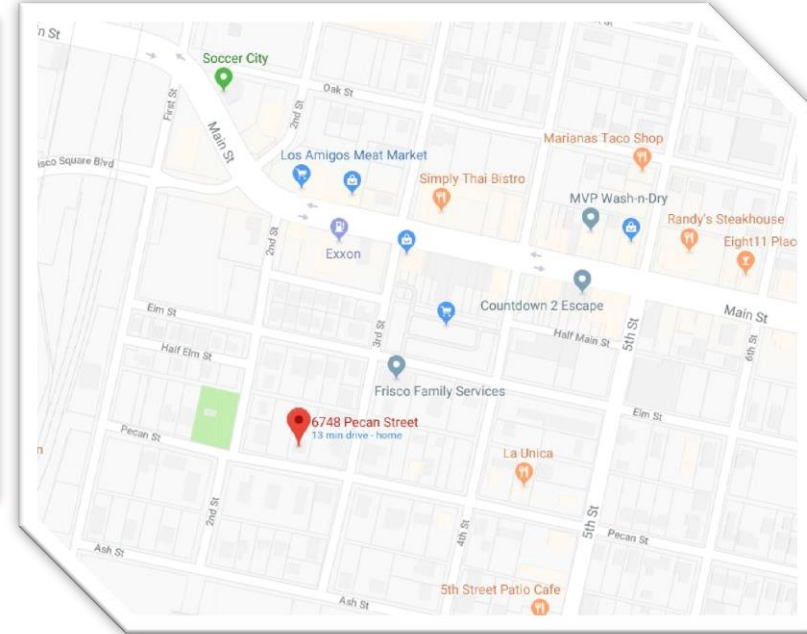 n St
Soccer City
First St
Oak St
2nd St
Main St
Marianas Taco Shop
Los Amigos Meat Market
isco Square Blvd
Simply Thai Bistro
MVP Wash-n-Dry
Randy's Steakhouse
Eight11 Plac
2nd St
Exxon
Countdown 2 Escape
Main St
Elm St
3rd St
Half Main St
5th St
6th St
Half Elm St
Frisco Family Services
Elm St
6748 Pecan Street
13 min drive - home
Pecan St
La Unica
n
2nd St
4th St
5th St
Pecan St
Ash St
5th Street Patio Cafe
Ash St